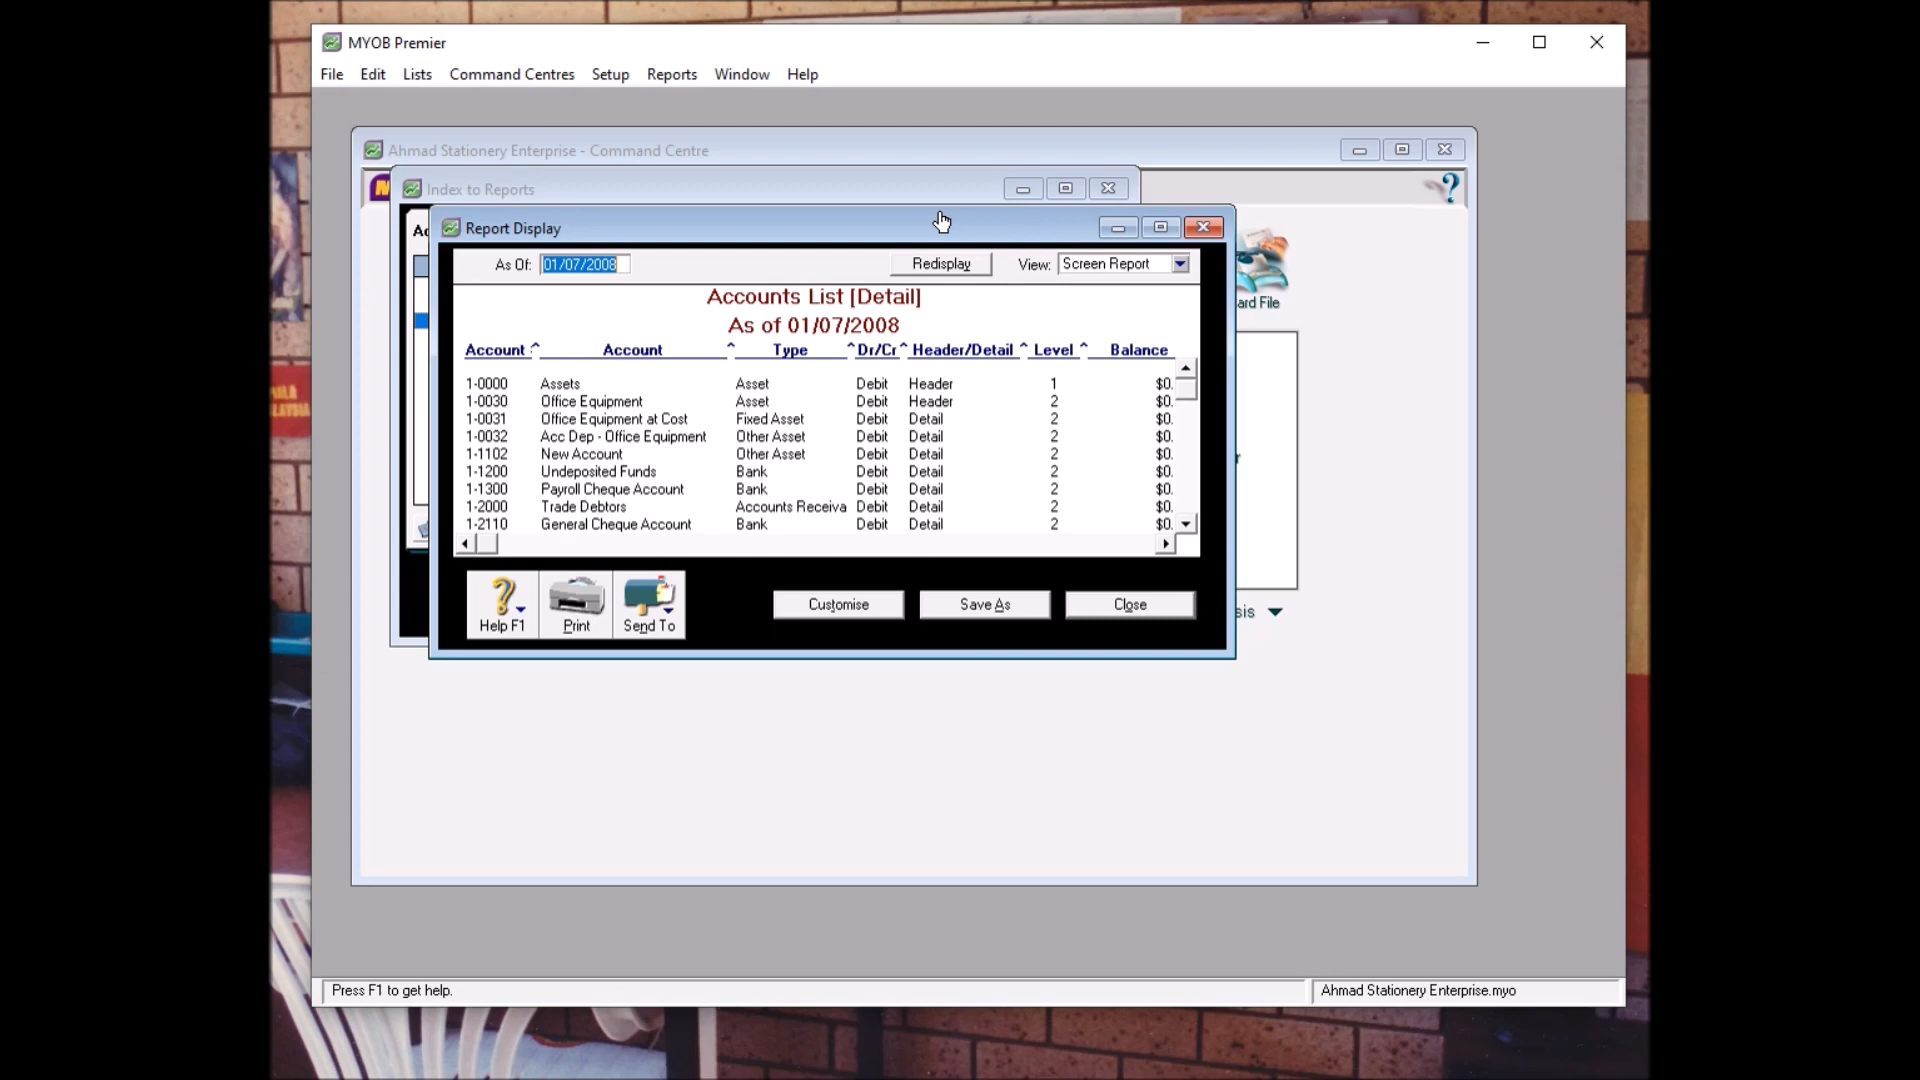 MYOB Premier
File Edit Lists Command Centres Setup Reports Window Help
Ahmad Stationery Enterprise - Command Centre
Index to Reports
Report Display
As Of: 01/07/2008 Redisplay View: Screen Report
ard File
Accounts List [Detail]
As of 01/07/2008
Account Account Type Dr/Cr Header/Detail Level Balance
1-0000 Assets Asset Debit Header 1 $0.
1-0030 Office Equipment Asset Debit Header 2 $0.
1-0031 Office Equipment at Cost Fixed Asset Debit Detail 2 $0.
1-0032 Acc Dep - Office Equipment Other Asset Debit Detail 2 $0.
1-1102 New Account Other Asset Debit Detail 2 $0.
1-1200 Undeposited Funds Bank Debit Detail 2 $0.
1-1300 Payroll Cheque Account Bank Debit Detail 2 $0.
1-2000 Trade Debtors Accounts Receiva Debit Detail 2 $0.
1-2110 General Cheque Account Bank Debit Detail 2 $0.
Help F1 Print Send To Customise Save As Close
sis
Press F1 to get help. Ahmad Stationery Enterprise.myo